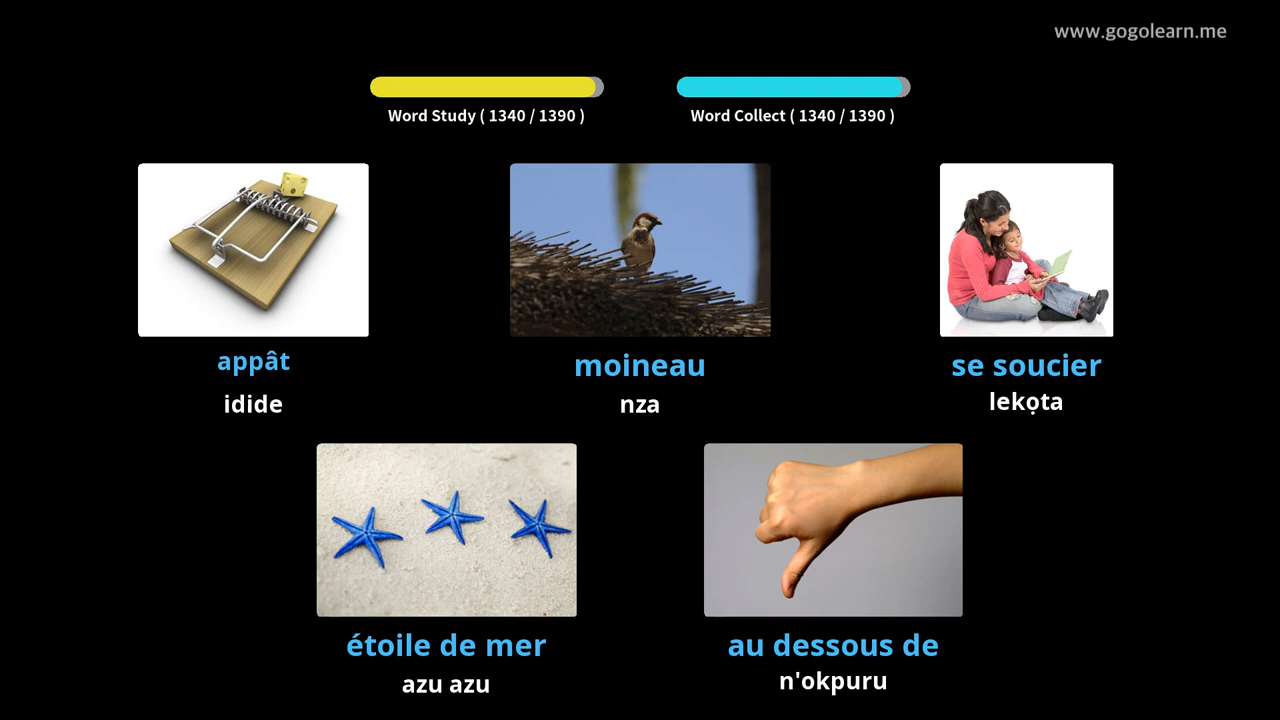 www.gogolearn.me
Word Study ( 1340 / 1390 )
Word Collect ( 1340 / 1390 )
appât
idide
moineau
nza
se soucier
lekọta
étoile de mer
azu azu
au dessous de
n'okpuru